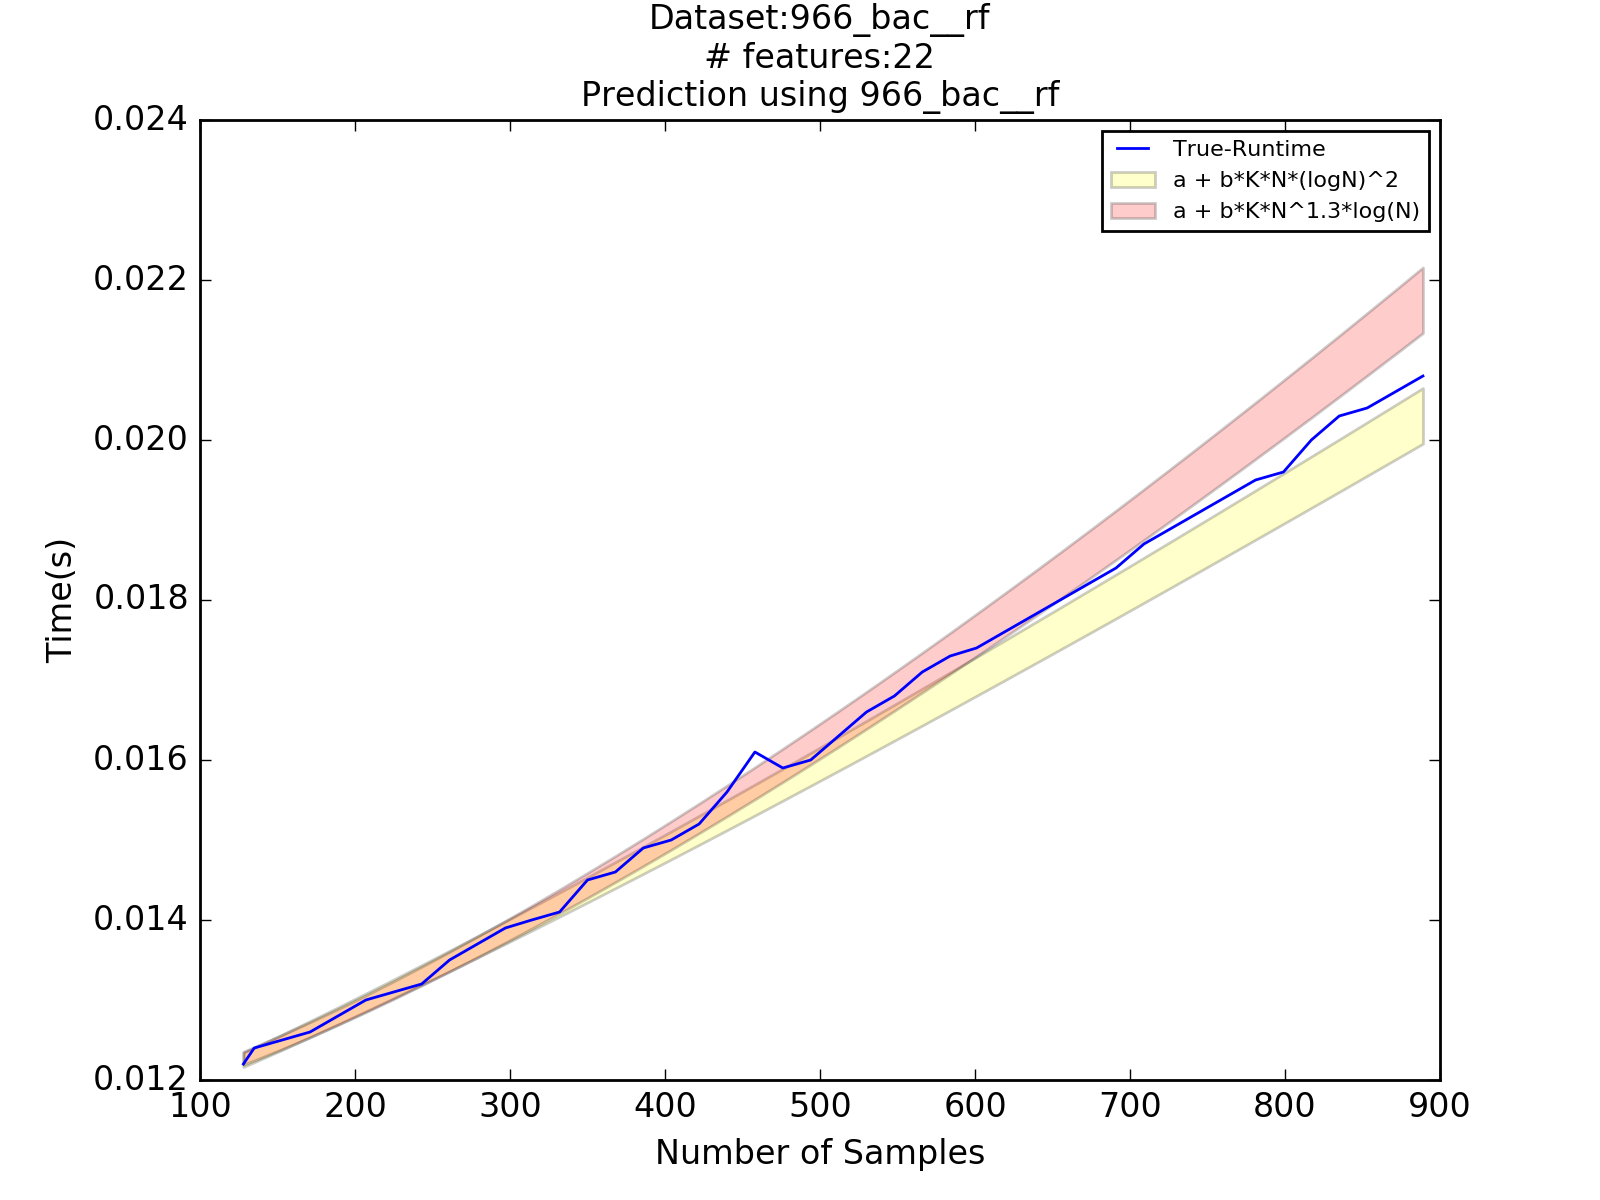 Dataset:966_bac__rf
# features:22
Prediction using 966_bac__rf
0.024
0.022
0.020
0.018
0.016
0.014
0.012
Time(s)
True-Runtime
a + b*K*N*(logN)^2
a + b*K*N^1.3*log(N)
100 200 300 400 500 600 700 800 900
Number of Samples